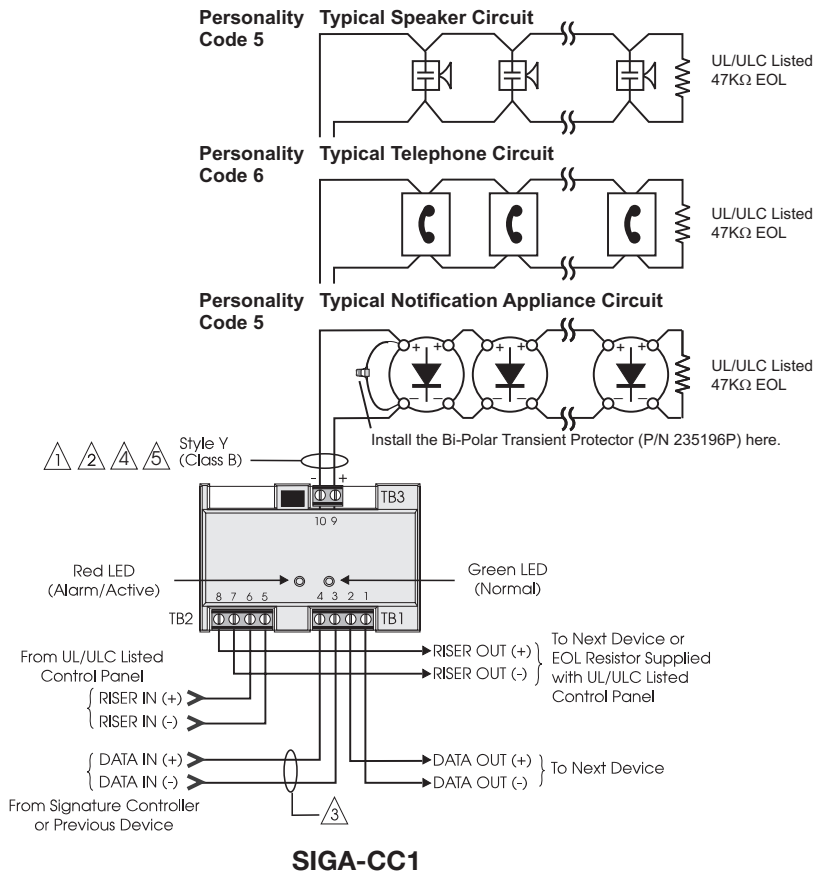 Personality Typical Speaker Circuit
Code 5
UL/ULC Listed
47KΩ EOL
Personality Typical Telephone Circuit
Code 6
UL/ULC Listed
47KΩ EOL
Personality Typical Notification Appliance Circuit
Code 5
+ + + + + +
UL/ULC Listed
47KΩ EOL
Install the Bi-Polar Transient Protector (P/N 235196P) here.
1 2 4 5
Style Y
(Class B)
- +
TB3
10 9
Red LED
(Alarm/Active)
Green LED
(Normal)
8 7 6 5 4 3 2 1
TB2 TB1
From UL/ULC Listed
Control Panel
RISER IN (+)
RISER IN (-)
RISER OUT (+)
RISER OUT (-)
To Next Device or
EOL Resistor Supplied
with UL/ULC Listed
Control Panel
DATA IN (+)
DATA IN (-)
DATA OUT (+)
DATA OUT (-)
To Next Device
From Signature Controller
or Previous Device
3
SIGA-CC1